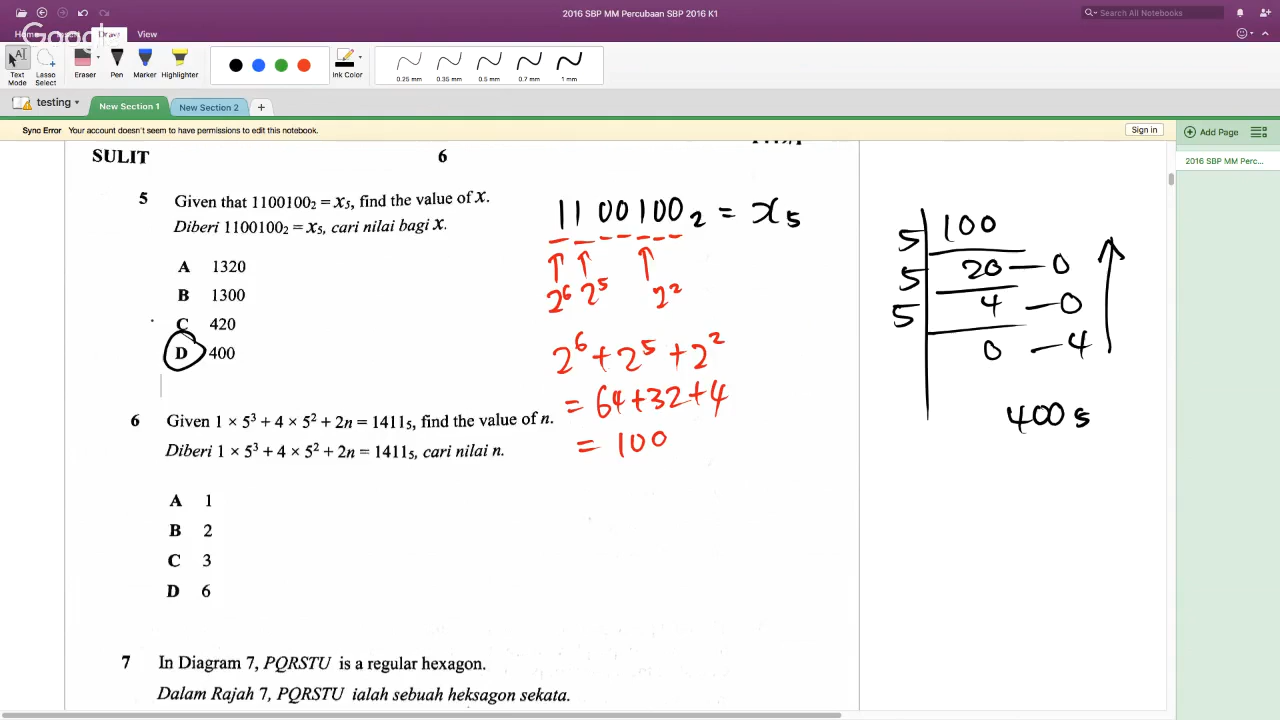 2016 SBP MM Percubaan SBP 2016 K1
Search All Notebooks
Google
Home
Insert
Draw
View
Text Mode
Lasso Select
Eraser
Pen
Marker
Highlighter
Ink Color
0.25 mm
0.35 mm
0.5 mm
0.7 mm
1 mm
testing
New Section 1
New Section 2
+
Sync Error Your account doesn't seem to have permissions to edit this notebook.
Sign in
Add Page
2016 SBP MM Perc...
SULIT
6
5 Given that 1100100₂ = x₅, find the value of x.
Diberi 1100100₂ = x₅, cari nilai bagi x.
A 1320
B 1300
C 420
D 400
1100100₂ = x₅
2⁶ 2⁵ 2²
2⁶ + 2⁵ + 2²
= 64 + 32 + 4
= 100
5 100
5 20 — 0
5 4 — 0
0 — 4
400₅
6 Given 1 × 5³ + 4 × 5² + 2n = 1411₅, find the value of n.
Diberi 1 × 5³ + 4 × 5² + 2n = 1411₅, cari nilai n.
A 1
B 2
C 3
D 6
7 In Diagram 7, PQRSTU is a regular hexagon.
Dalam Rajah 7, PQRSTU ialah sebuah heksagon sekata.